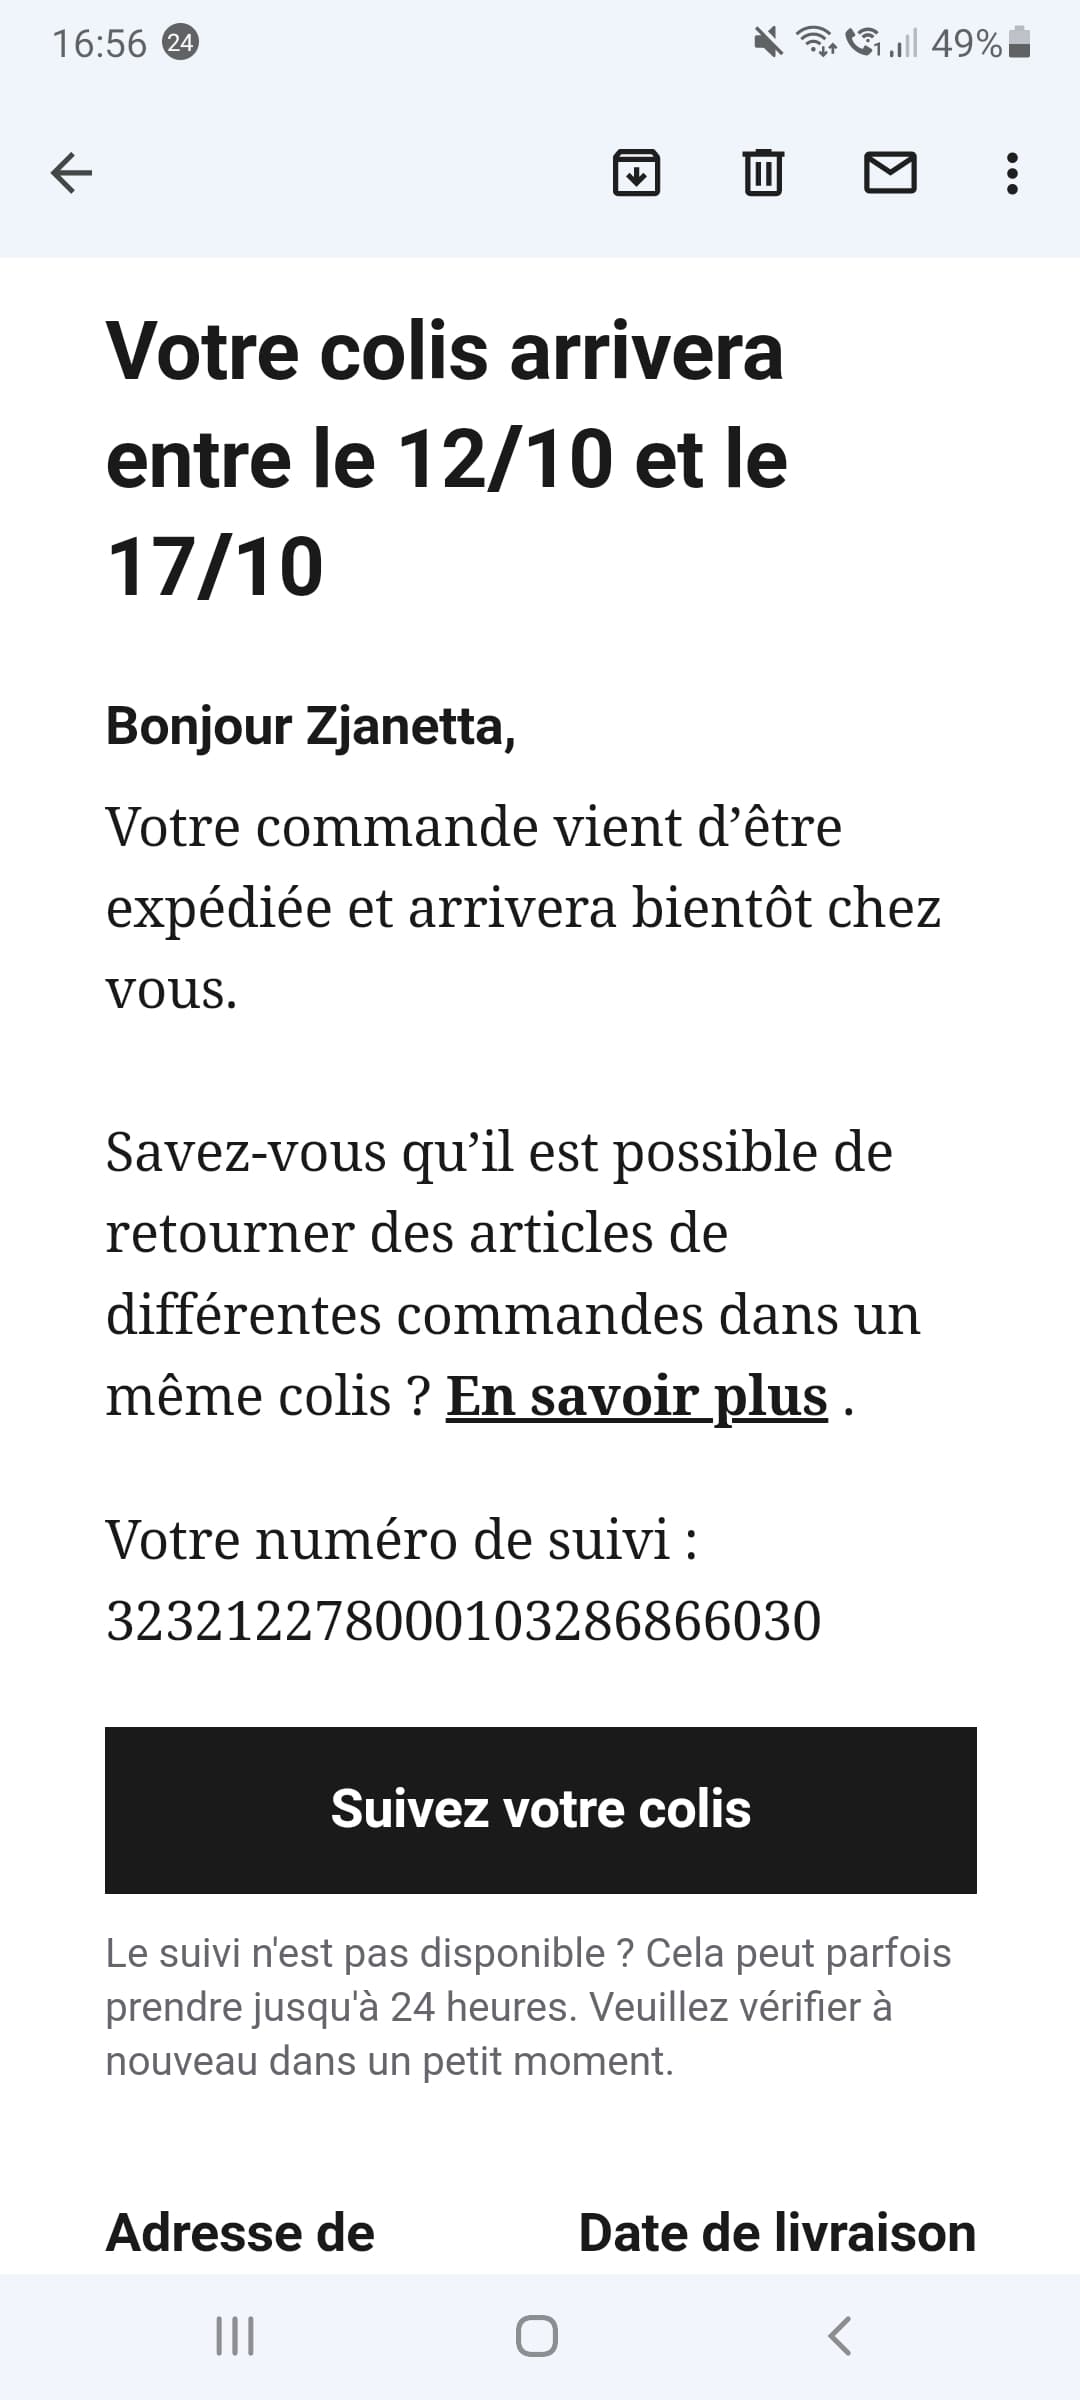 16:56 24 1 49%
Votre colis arrivera
entre le 12/10 et le
17/10
Bonjour Zjanetta,
Votre commande vient d’être
expédiée et arrivera bientôt chez
vous.
Savez-vous qu’il est possible de
retourner des articles de
différentes commandes dans un
même colis ? En savoir plus .
Votre numéro de suivi :
323212278000103286866030
Suivez votre colis
Le suivi n'est pas disponible ? Cela peut parfois
prendre jusqu'à 24 heures. Veuillez vérifier à
nouveau dans un petit moment.
Adresse de Date de livraison